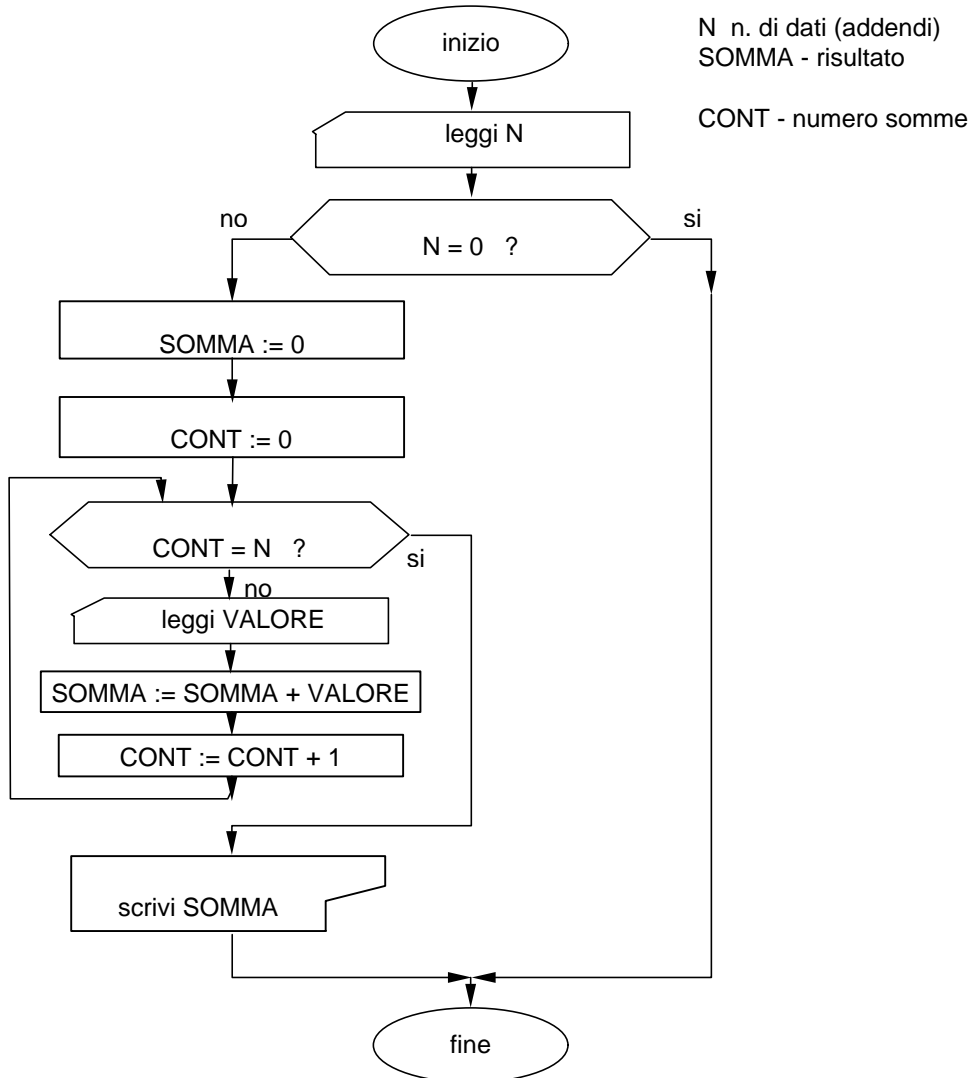 inizio
N n. di dati (addendi)
SOMMA - risultato
CONT - numero somme
leggi N
no
si
N = 0 ?
SOMMA := 0
CONT := 0
CONT = N ?
si
no
leggi VALORE
SOMMA := SOMMA + VALORE
CONT := CONT + 1
scrivi SOMMA
fine